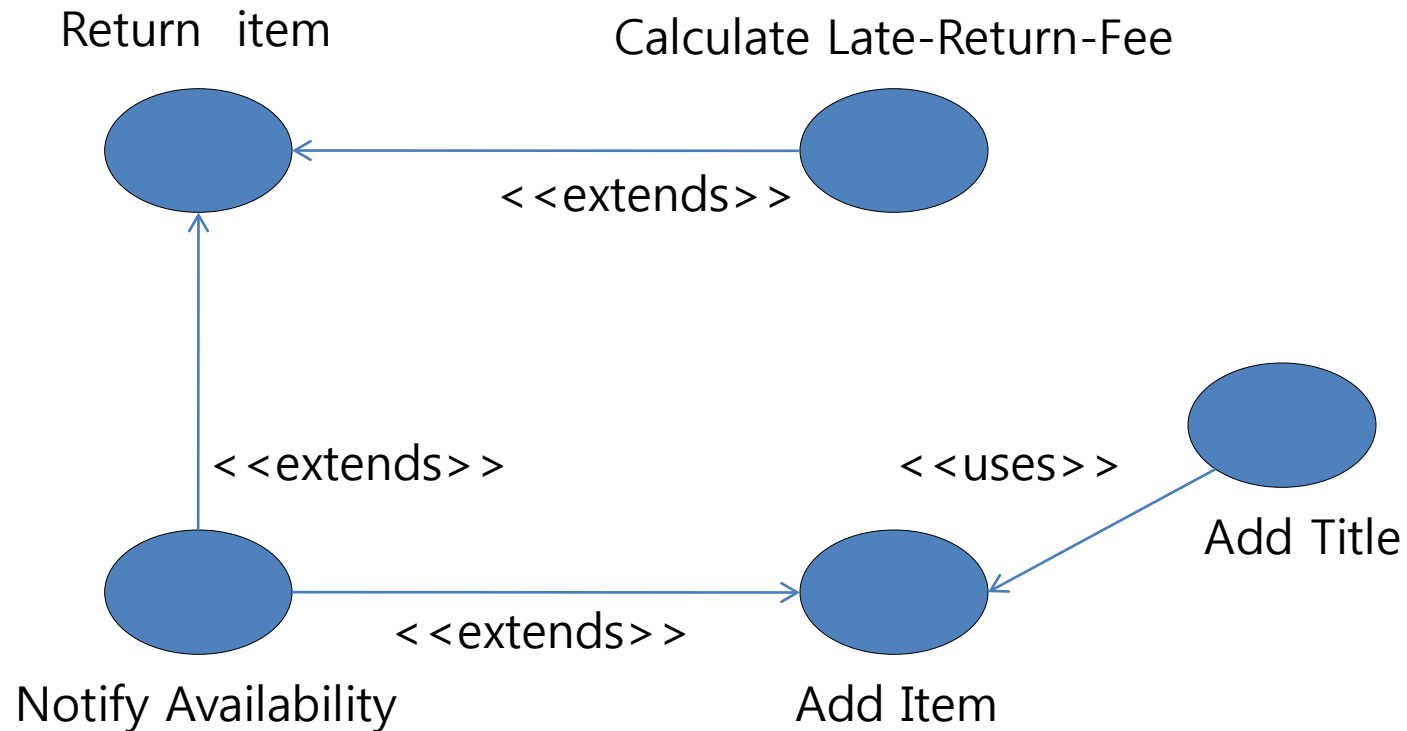 Return item
Calculate Late-Return-Fee
<<extends>>
<<extends>>
<<uses>>
Add Title
<<extends>>
Notify Availability
Add Item